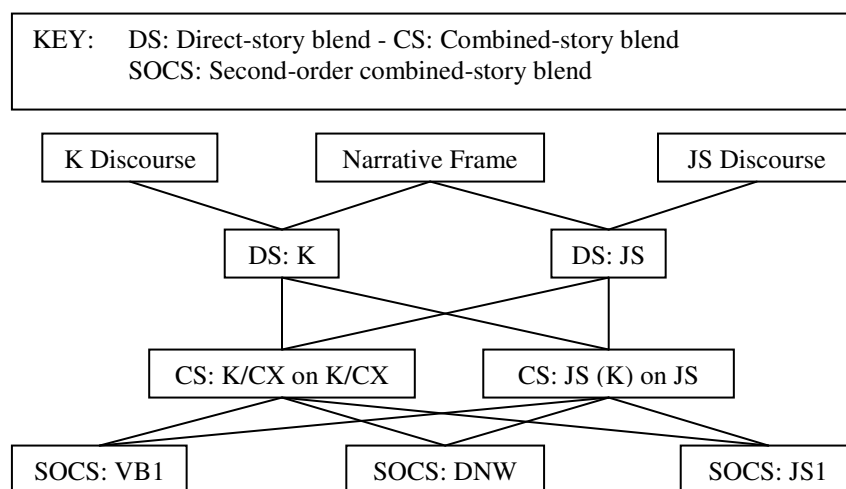 KEY: DS: Direct-story blend - CS: Combined-story blend
SOCS: Second-order combined-story blend
K Discourse
Narrative Frame
JS Discourse
DS: K
DS: JS
CS: K/CX on K/CX
CS: JS (K) on JS
SOCS: VB1
SOCS: DNW
SOCS: JS1